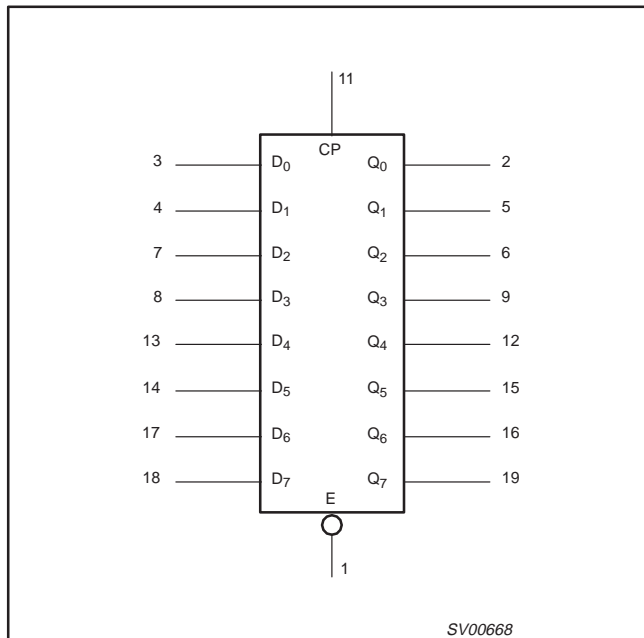 11
CP
3 D0 Q0 2
4 D1 Q1 5
7 D2 Q2 6
8 D3 Q3 9
13 D4 Q4 12
14 D5 Q5 15
17 D6 Q6 16
18 D7 Q7 19
E
1
SV00668